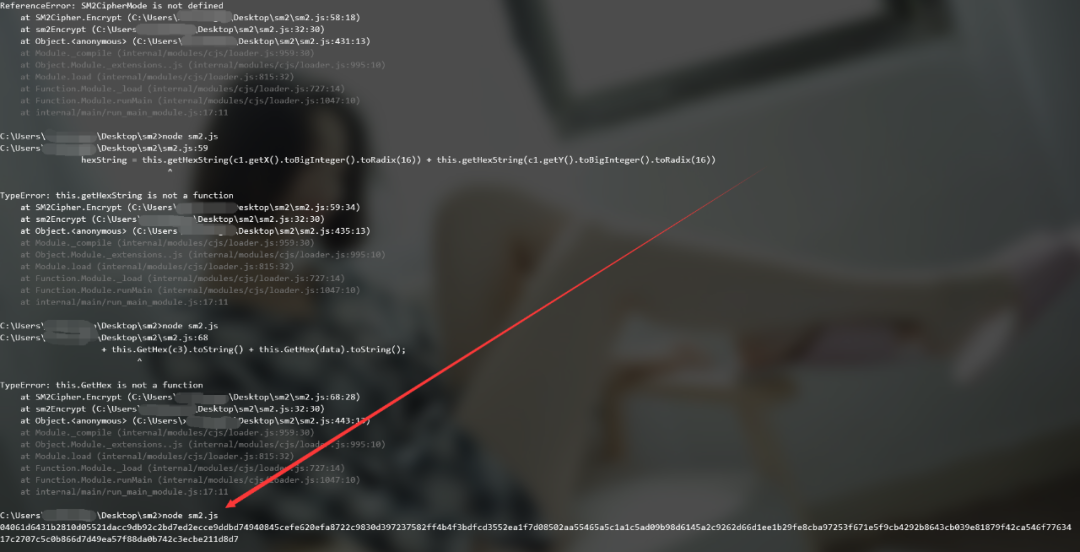 ReferenceError: SM2CipherMode is not defined
at SM2Cipher.Encrypt (C:\Users\ Desktop\sm2\sm2.js:58:18)
at sm2Encrypt (C:\Users\ Desktop\sm2\sm2.js:32:30)
at Object.<anonymous> (C:\Users\ Desktop\sm2\sm2.js:431:13)
at Module._compile (internal/modules/cjs/loader.js:959:30)
at Object.Module._extensions..js (internal/modules/cjs/loader.js:995:10)
at Module.load (internal/modules/cjs/loader.js:815:32)
at Function.Module._load (internal/modules/cjs/loader.js:727:14)
at Function.Module.runMain (internal/modules/cjs/loader.js:1047:10)
at internal/main/run_main_module.js:17:11
C:\Users\ \Desktop\sm2>node sm2.js
C:\Users\ \Desktop\sm2\sm2.js:59
hexString = this.getHexString(c1.getX().toBigInteger().toRadix(16)) + this.getHexString(c1.getY().toBigInteger().toRadix(16))
^
TypeError: this.getHexString is not a function
at SM2Cipher.Encrypt (C:\Users\ esktop\sm2\sm2.js:59:34)
at sm2Encrypt (C:\Users\ \Desktop\sm2\sm2.js:32:30)
at Object.<anonymous> (C:\Users \Desktop\sm2\sm2.js:435:13)
at Module._compile (internal/modules/cjs/loader.js:959:30)
at Object.Module._extensions..js (internal/modules/cjs/loader.js:995:10)
at Module.load (internal/modules/cjs/loader.js:815:32)
at Function.Module._load (internal/modules/cjs/loader.js:727:14)
at Function.Module.runMain (internal/modules/cjs/loader.js:1047:10)
at internal/main/run_main_module.js:17:11
C:\Users\ \Desktop\sm2>node sm2.js
C:\Users\ \Desktop\sm2\sm2.js:68
+ this.GetHex(c3).toString() + this.GetHex(data).toString();
^
TypeError: this.GetHex is not a function
at SM2Cipher.Encrypt (C:\Users\ \Desktop\sm2\sm2.js:68:28)
at sm2Encrypt (C:\Users\ Desktop\sm2\sm2.js:32:30)
at Object.<anonymous> (C:\Users\ \Desktop\sm2\sm2.js:443:13)
at Module._compile (internal/modules/cjs/loader.js:959:30)
at Object.Module._extensions..js (internal/modules/cjs/loader.js:995:10)
at Module.load (internal/modules/cjs/loader.js:815:32)
at Function.Module._load (internal/modules/cjs/loader.js:727:14)
at Function.Module.runMain (internal/modules/cjs/loader.js:1047:10)
at internal/main/run_main_module.js:17:11
C:\Users\ \Desktop\sm2>node sm2.js
04061d6431b2810d05521dacc9db92c2bd7ed2ecce9ddbd74940845cefe620efa8722c9830d397237582ff4b4f3bdfcd3552ea1f7d08502aa55465a5c1a1c5ad09b98d6145a2c9262d66d1ee1b29fe8cba97253f671e5f9cb4292b8643cb039e81879f42ca546f77634
17c2707c5c0b866d7d49ea57f88da0b742c3ecbe211d8d7